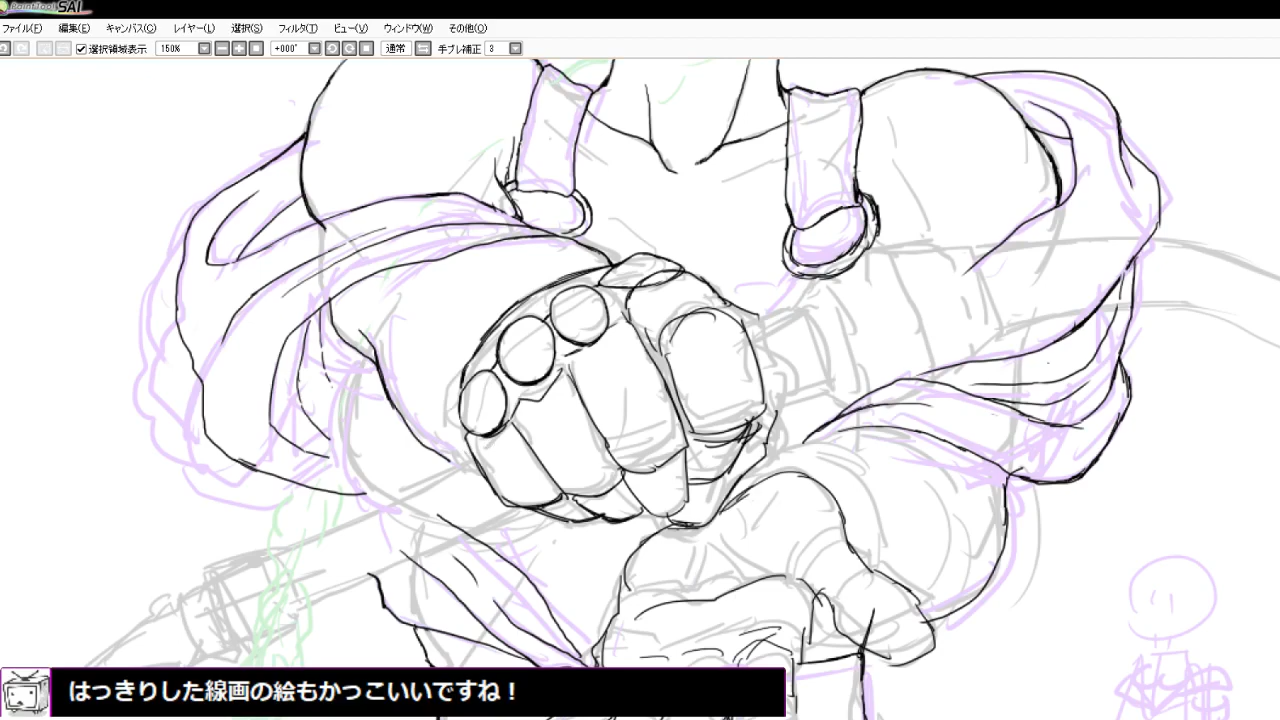 PaintTool SAI
ファイル(F) 編集(E) キャンバス(C) レイヤー(L) 選択(S) フィルタ(T) ビュー(V) ウィンドウ(W) その他(O)
選択領域表示 150% +000° 通常 手ブレ補正 3
はっきりした線画の絵もかっこいいですね！